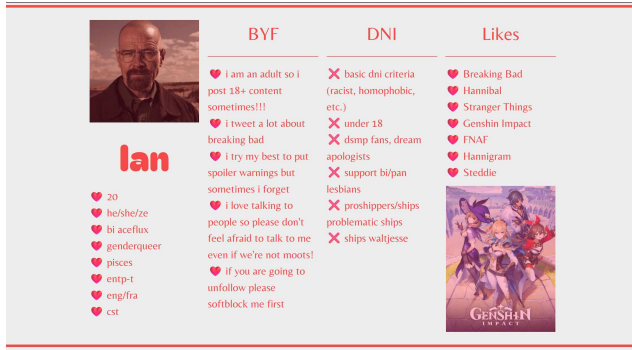 Ian
20
he/she/ze
bi aceflux
genderqueer
pisces
entp-t
eng/fra
cst
BYF
i am an adult so i
post 18+ content
sometimes!!!
i tweet a lot about
breaking bad
i try my best to put
spoiler warnings but
sometimes i forget
i love talking to
people so please don't
feel afraid to talk to me
even if we're not moots!
if you are going to
unfollow please
softblock me first
DNI
basic dni criteria
(racist, homophobic,
etc.)
under 18
dsmp fans, dream
apologists
support bi/pan
lesbians
proshippers/ships
problematic ships
ships waltjesse
Likes
Breaking Bad
Hannibal
Stranger Things
Genshin Impact
FNAF
Hannigram
Steddie
GENSHIN
IMPACT